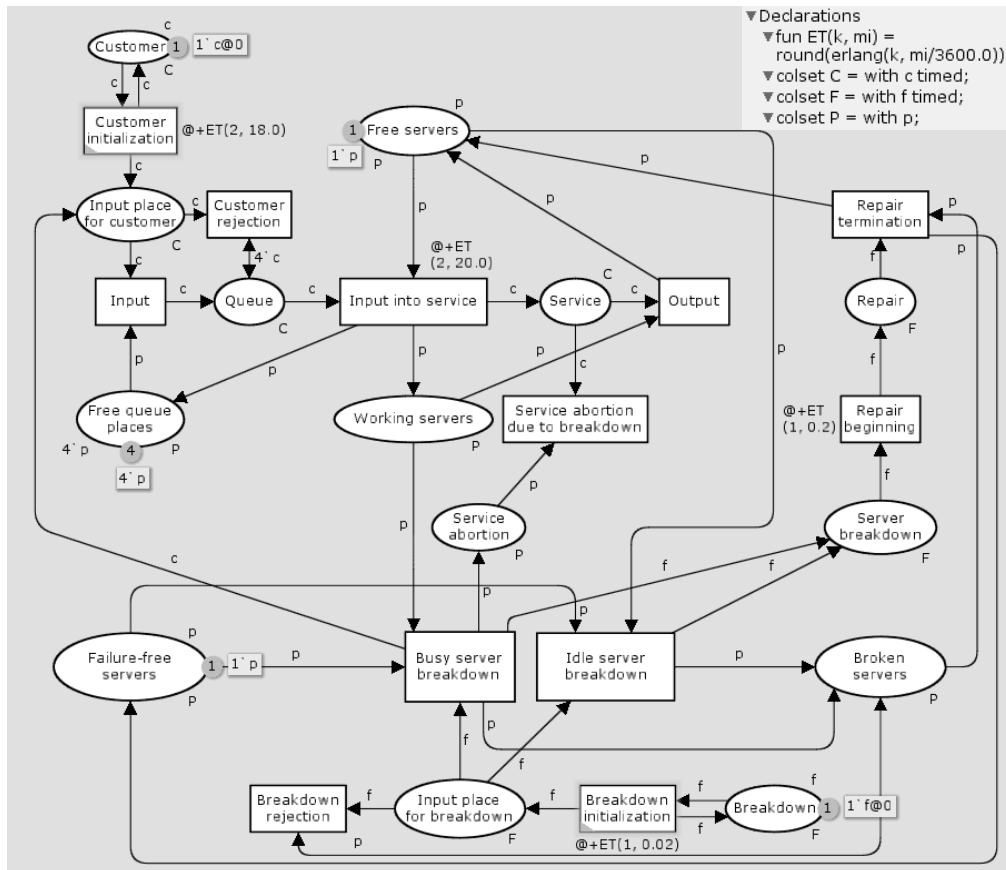 Declarations
fun ET(k, mi) =
round(erlang(k, mi/3600.0))
colset C = with c timed;
colset F = with f timed;
colset P = with p;
c
Customer
1
1`c@0
C
c
c
Customer
initialization
@+ET(2, 18.0)
c
p
Free servers
1
1`p
P
Input place
for customer
C
c
Customer
rejection
p
p
p
Repair
termination
p
p
c
4`c
@+ET
(2, 20.0)
f
Input
c
Queue
C
c
Input into service
c
C
Service
c
Output
Repair
F
p
p
p
p
c
p
f
Free queue
places
4`p
4
P
4`p
Working servers
P
Service abortion
due to breakdown
@+ET
(1, 0.2)
Repair
beginning
p
f
p
Service
abortion
P
Server
breakdown
F
c
p
f
f
p
p
Failure-free
servers
1
1`p
P
p
Busy server
breakdown
Idle server
breakdown
p
Broken
servers
P
p
f
f
Breakdown
rejection
f
Input place
for breakdown
F
f
Breakdown
initialization
f
f
f
Breakdown
1
1`f@0
F
@+ET(1, 0.02)
p